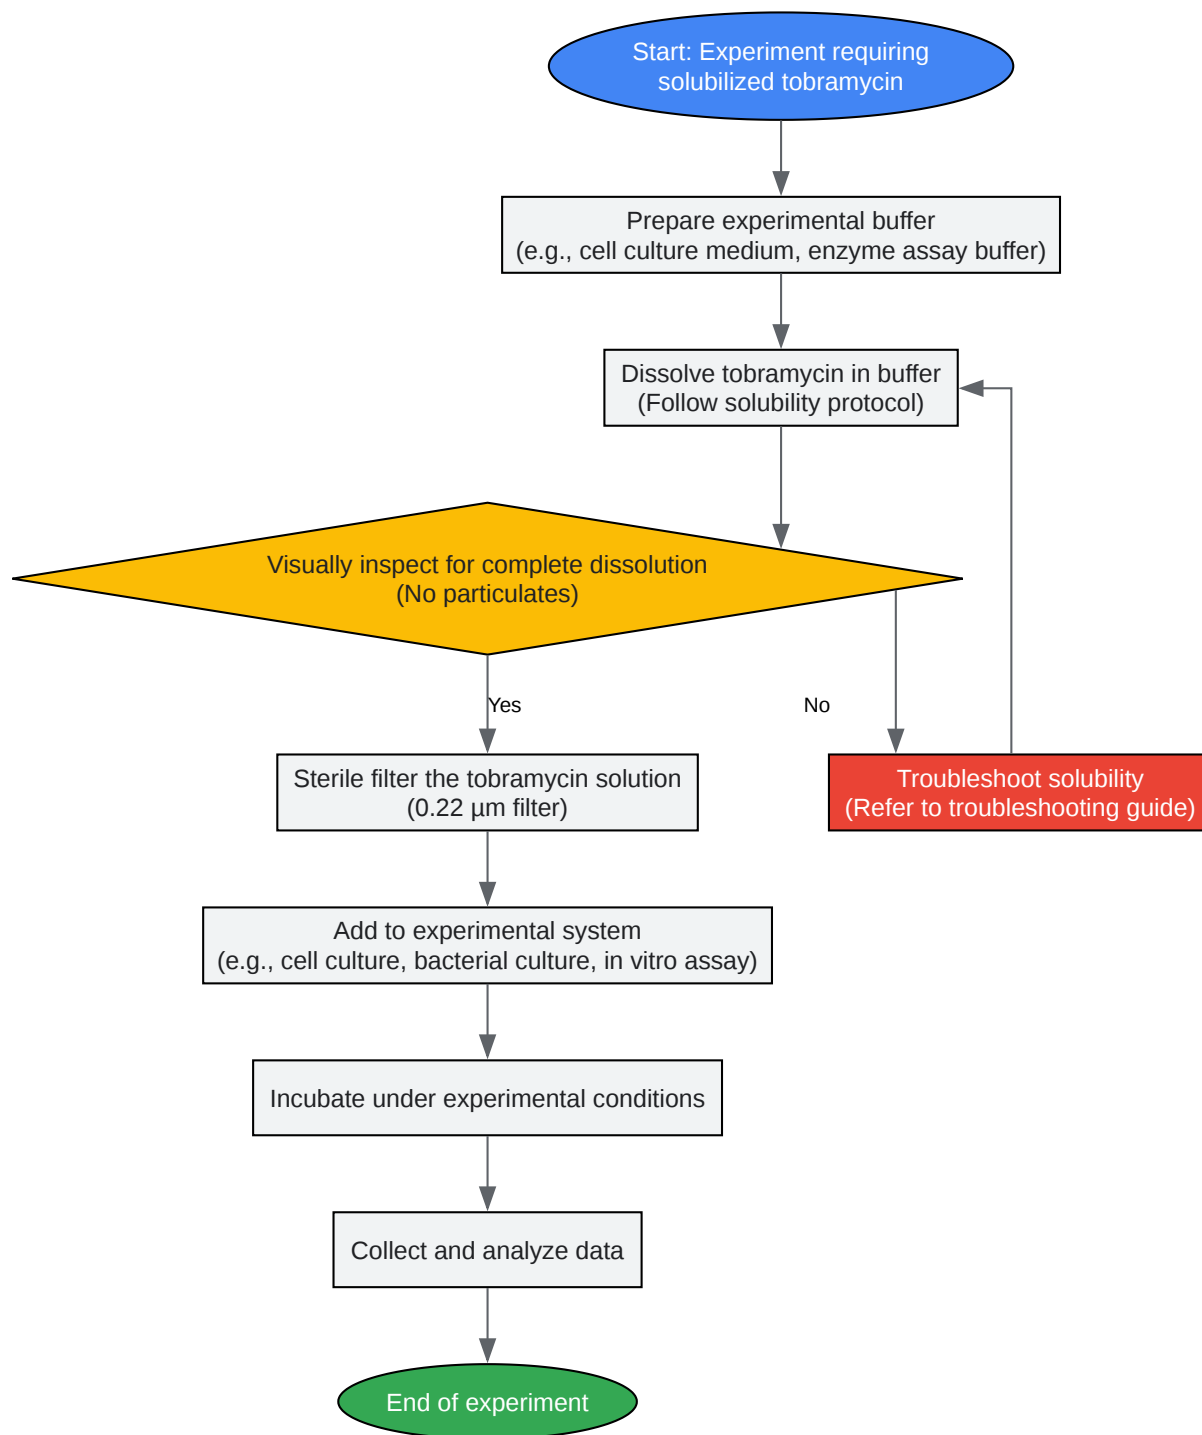 Start: Experiment requiring
solubilized tobramycin
Prepare experimental buffer
(e.g., cell culture medium, enzyme assay buffer)
Dissolve tobramycin in buffer
(Follow solubility protocol)
Visually inspect for complete dissolution
(No particulates)
Yes
No
Sterile filter the tobramycin solution
(0.22 µm filter)
Troubleshoot solubility
(Refer to troubleshooting guide)
Add to experimental system
(e.g., cell culture, bacterial culture, in vitro assay)
Incubate under experimental conditions
Collect and analyze data
End of experiment